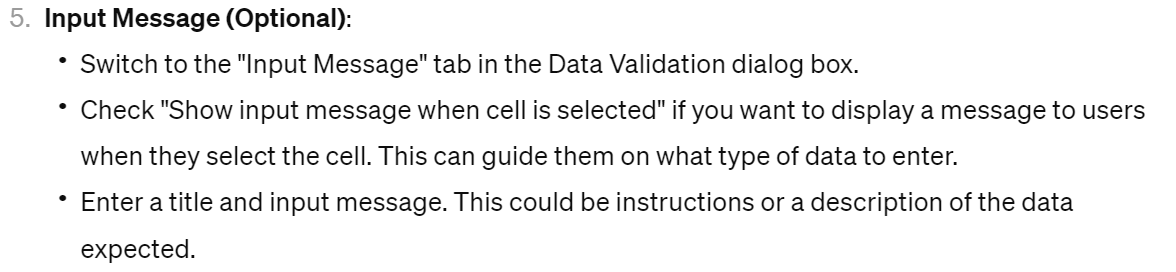 5. Input Message (Optional):
• Switch to the "Input Message" tab in the Data Validation dialog box.
• Check "Show input message when cell is selected" if you want to display a message to users
when they select the cell. This can guide them on what type of data to enter.
• Enter a title and input message. This could be instructions or a description of the data
expected.